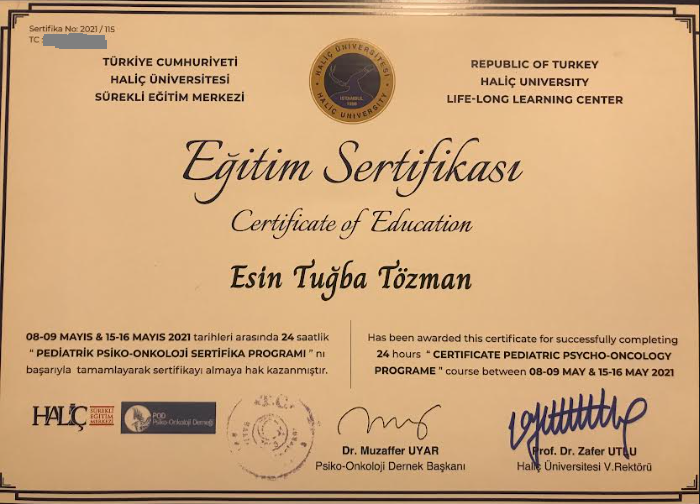 Sertifika No: 2021 / 115
TC :
TÜRKİYE CUMHURİYETİ
HALİÇ ÜNİVERSİTESİ
SÜREKLİ EĞİTİM MERKEZİ
HALİÇ ÜNİVERSİTESİ
İSTANBUL
1998
HALİÇ UNIVERSITY
REPUBLIC OF TURKEY
HALİÇ UNIVERSITY
LIFE-LONG LEARNING CENTER
Eğitim Sertifikası
Certificate of Education
Esin Tuğba Tözman
08-09 MAYIS & 15-16 MAYIS 2021 tarihleri arasında 24 saatlik
“ PEDİATRİK PSİKO-ONKOLOJİ SERTİFİKA PROGRAMI ” nı
başarıyla tamamlayarak sertifikayı almaya hak kazanmıştır.
Has been awarded this certificate for successfully completing
24 hours “ CERTIFICATE PEDIATRIC PSYCHO-ONCOLOGY
PROGRAME ” course between 08-09 MAY & 15-16 MAY 2021
HALİÇ
SÜREKLİ
EĞİTİM
MERKEZİ
POD
Psiko-Onkoloji Derneği
T.C.
Dr. Muzaffer UYAR
Psiko-Onkoloji Dernek Başkanı
Prof. Dr. Zafer UTLU
Haliç Üniversitesi V.Rektörü